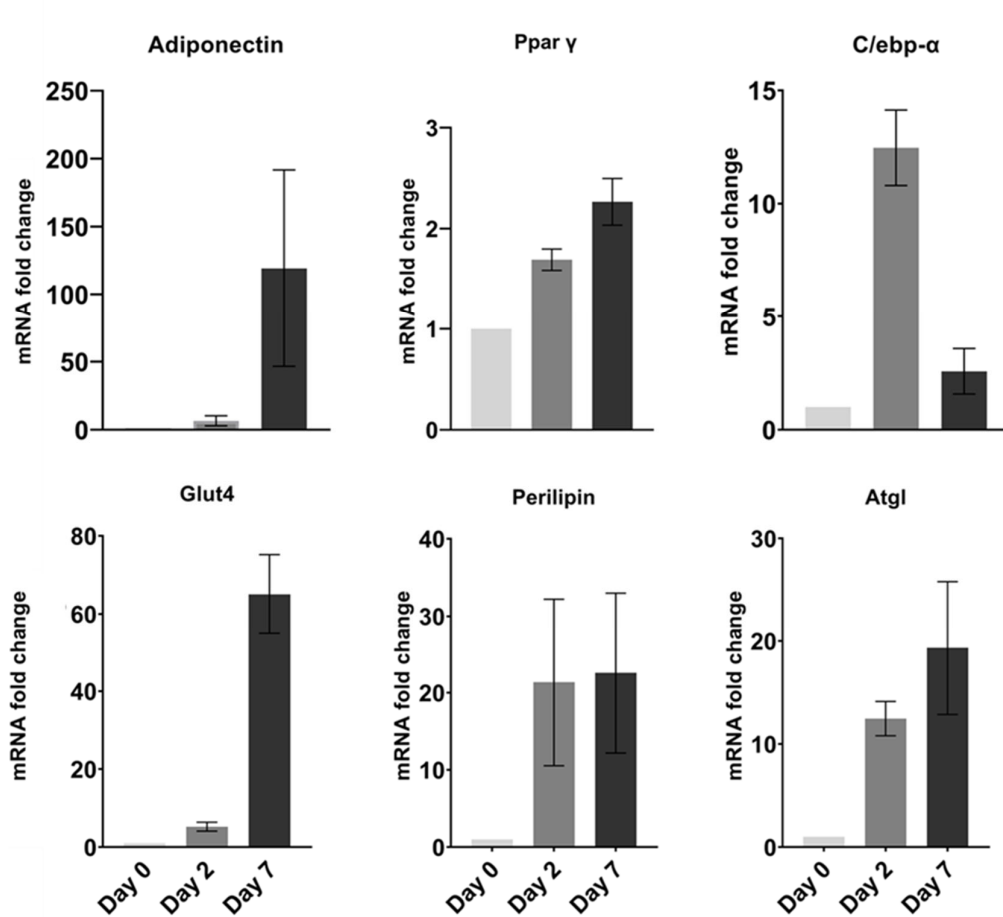 Adiponectin
mRNA fold change
250
200
150
100
50
0
Ppar γ
mRNA fold change
3
2
1
0
C/ebp-α
mRNA fold change
15
10
5
0
Glut4
mRNA fold change
80
60
40
20
0
Day 0 Day 2 Day 7
Perilipin
mRNA fold change
40
30
20
10
0
Day 0 Day 2 Day 7
Atgl
mRNA fold change
30
20
10
0
Day 0 Day 2 Day 7